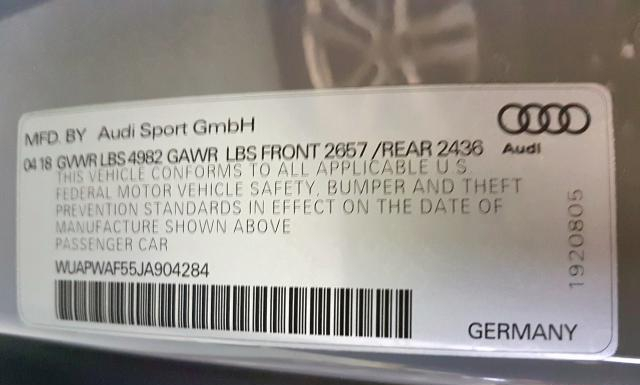 MFD. BY Audi Sport GmbH
04 18 GVWR LBS 4982 GAWR LBS FRONT 2657 /REAR 2436
Audi
THIS VEHICLE CONFORMS TO ALL APPLICABLE U S
FEDERAL MOTOR VEHICLE SAFETY, BUMPER AND THEFT
PREVENTION STANDARDS IN EFFECT ON THE DATE OF
MANUFACTURE SHOWN ABOVE
PASSENGER CAR
WUAPWAF55JA904284
1920805
GERMANY